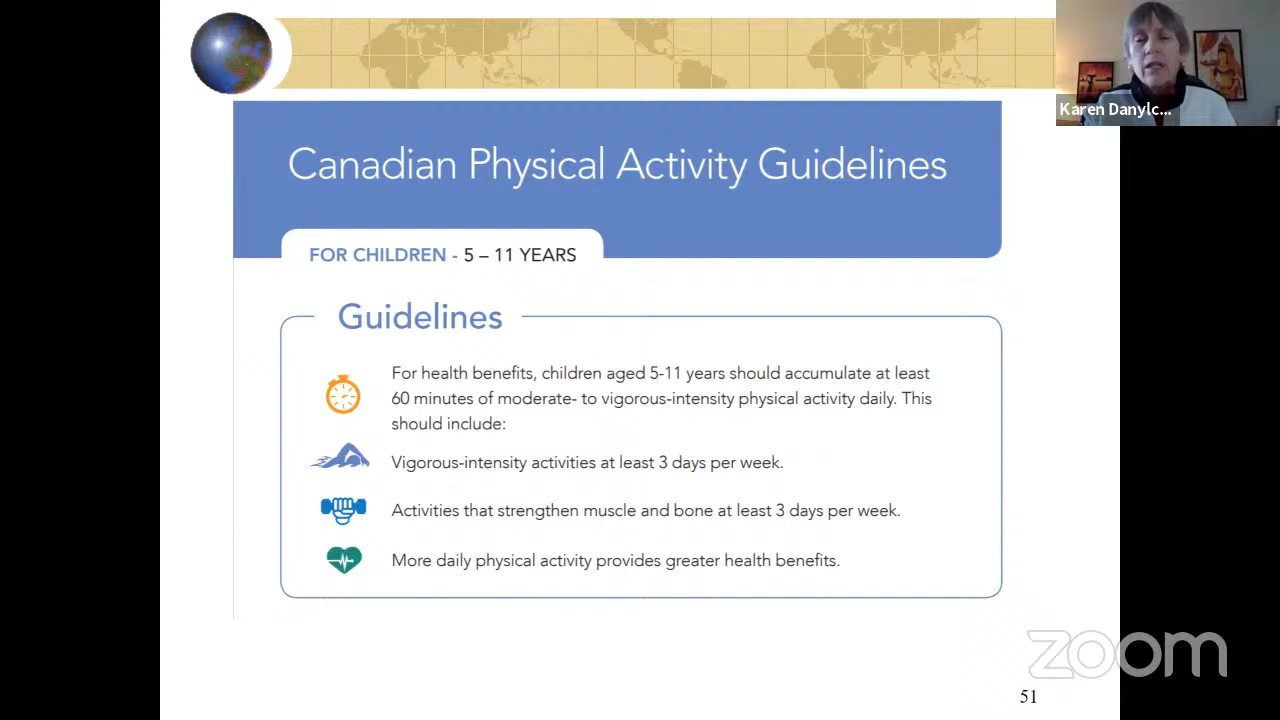 Karen Danylc...
Canadian Physical Activity Guidelines
FOR CHILDREN - 5 – 11 YEARS
Guidelines
For health benefits, children aged 5-11 years should accumulate at least
60 minutes of moderate- to vigorous-intensity physical activity daily. This
should include:
Vigorous-intensity activities at least 3 days per week.
Activities that strengthen muscle and bone at least 3 days per week.
More daily physical activity provides greater health benefits.
zoom
51